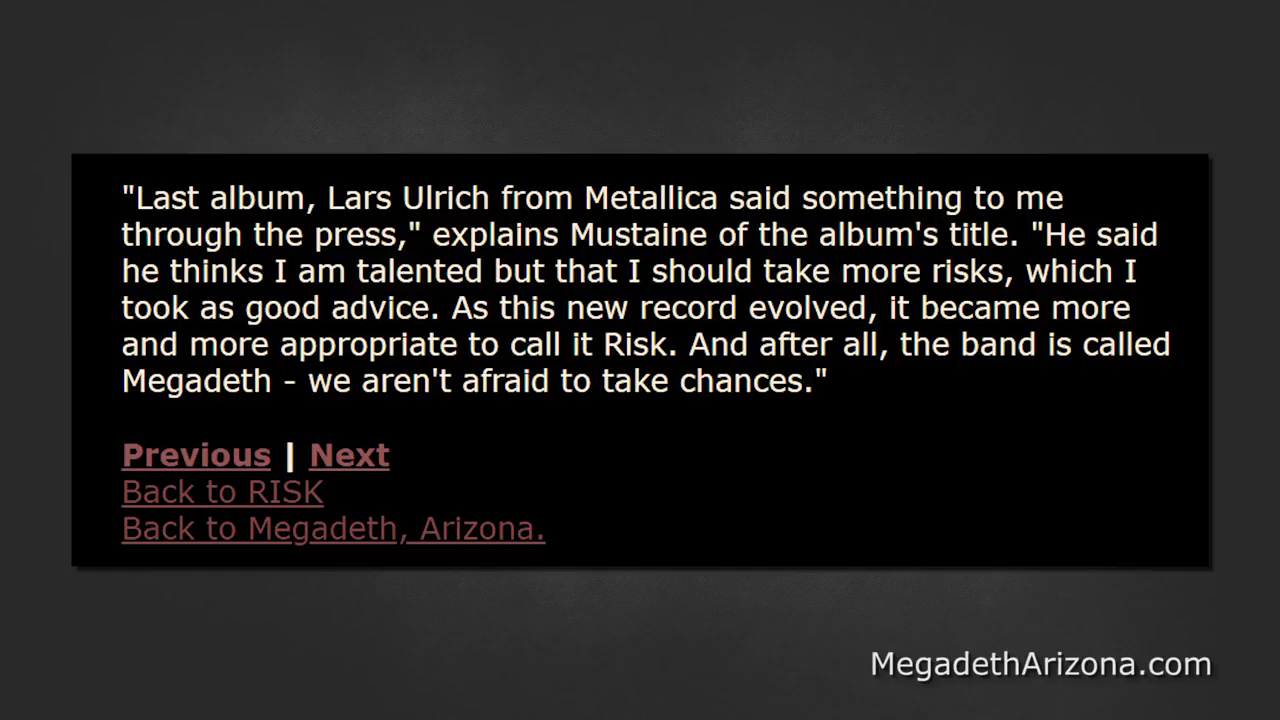 "Last album, Lars Ulrich from Metallica said something to me
through the press," explains Mustaine of the album's title. "He said
he thinks I am talented but that I should take more risks, which I
took as good advice. As this new record evolved, it became more
and more appropriate to call it Risk. And after all, the band is called
Megadeth - we aren't afraid to take chances."
Previous | Next
Back to RISK
Back to Megadeth, Arizona.
MegadethArizona.com